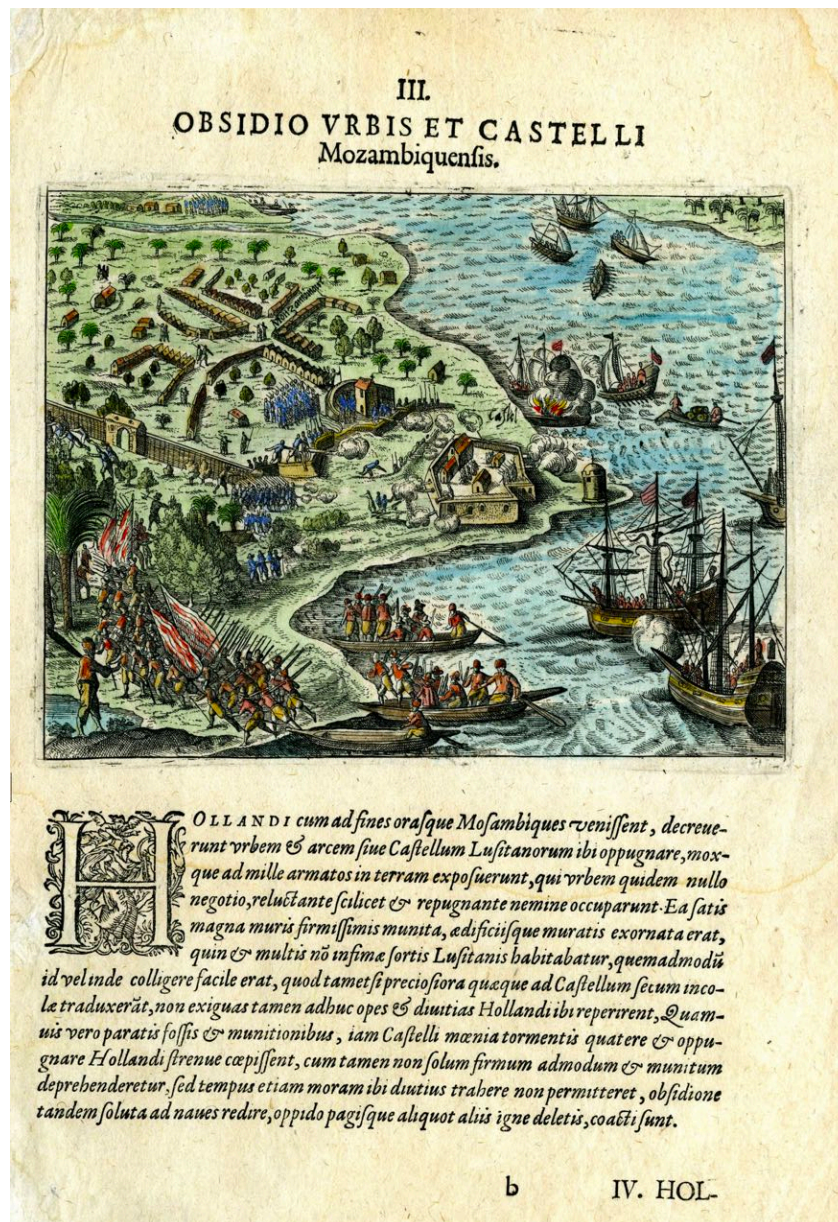 III.
OBSIDIO VRBIS ET CASTELLI
Mozambiquenſis.
Caſtel
HOLLANDI cum ad fines oraſque Moſambiques veniſſent, decreue-
runt vrbem & arcem ſiue Caſtellum Luſitanorum ibi oppugnare, mox-
que ad mille armatos in terram expoſuerunt, qui vrbem quidem nullo
negotio, reluctante ſcilicet & repugnante nemine occuparunt. Ea ſatis
magna muris firmiſſimis munita, ædificiiſque muratis exornata erat,
quin & multis nõ infimæ ſortis Luſitanis habitabatur, quemadmodũ
id vel inde colligere facile erat, quod tametſi precioſiora quæque ad Caſtellum ſecum inco-
læ traduxerãt, non exiguas tamen adhuc opes & diuitias Hollandi ibi reperirent, Quam-
uis vero paratis foſſis & munitionibus, iam Caſtelli mœnia tormentis quatere & oppu-
gnare Hollandi ſtrenue cœpiſſent, cum tamen non ſolum firmum admodum & munitum
deprehenderetur, ſed tempus etiam moram ibi diutius trahere non permitteret, obſidione
tandem ſoluta ad naues redire, oppido pagiſque aliquot aliis igne deletis, coacti ſunt.
b
IV. HOL-